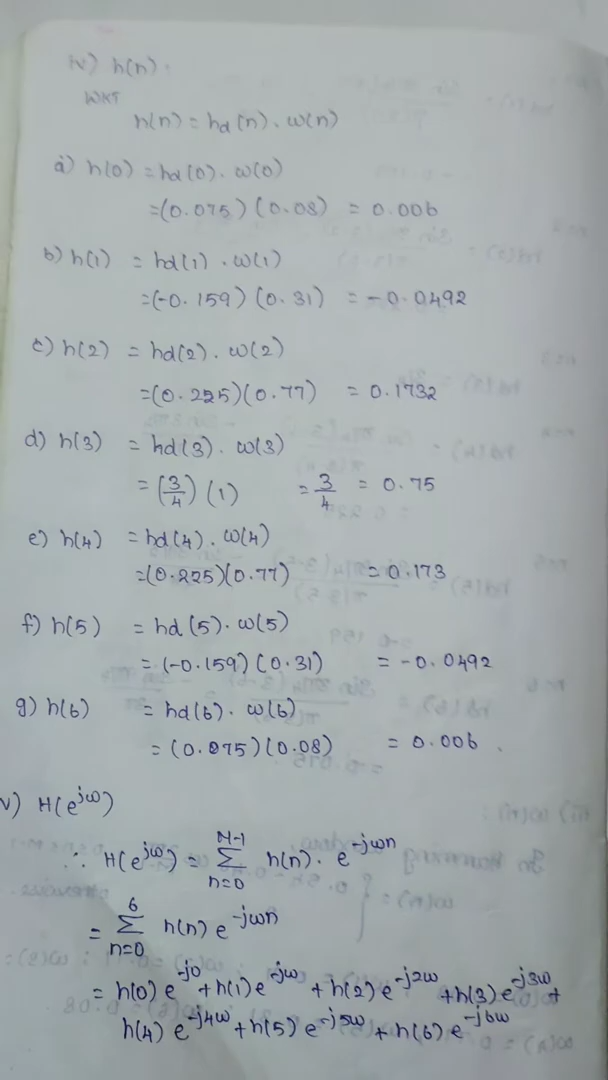 iv) h(n):
WKT
h(n) = hd(n). w(n)
a) h(0) = hd(0). w(0)
=(0.075)(0.08) = 0.006
b) h(1) = hd(1). w(1)
=(-0.159)(0.31) = -0.0492
c) h(2) = hd(2). w(2)
=(0.225)(0.77) = 0.1732
d) h(3) = hd(3). w(3)
= (3/4)(1) = 3/4 = 0.75
e) h(4) = hd(4). w(4)
=(0.225)(0.77) = 0.173
f) h(5) = hd(5). w(5)
= (-0.159)(0.31) = -0.0492
g) h(6) = hd(6). w(6)
= (0.075)(0.08) = 0.006.
v) H(e^jω)
∵ H(e^jω) = Σ_{n=0}^{N-1} h(n). e^-jωn
= Σ_{n=0}^{6} h(n) e^-jωn
= h(0) e^-j0 + h(1) e^-jω + h(2) e^-j2ω + h(3) e^-j3ω +
h(4) e^-j4ω + h(5) e^-j5ω + h(6) e^-j6ω